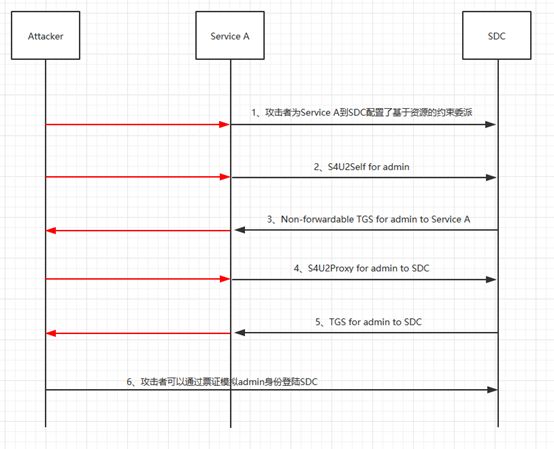 Attacker
Service A
SDC
1、攻击者为Service A到SDC配置了基于资源的约束委派
2、S4U2Self for admin
3、Non-forwardable TGS for admin to Service A
4、S4U2Proxy for admin to SDC
5、TGS for admin to SDC
6、攻击者可以通过票证模拟admin身份登陆SDC